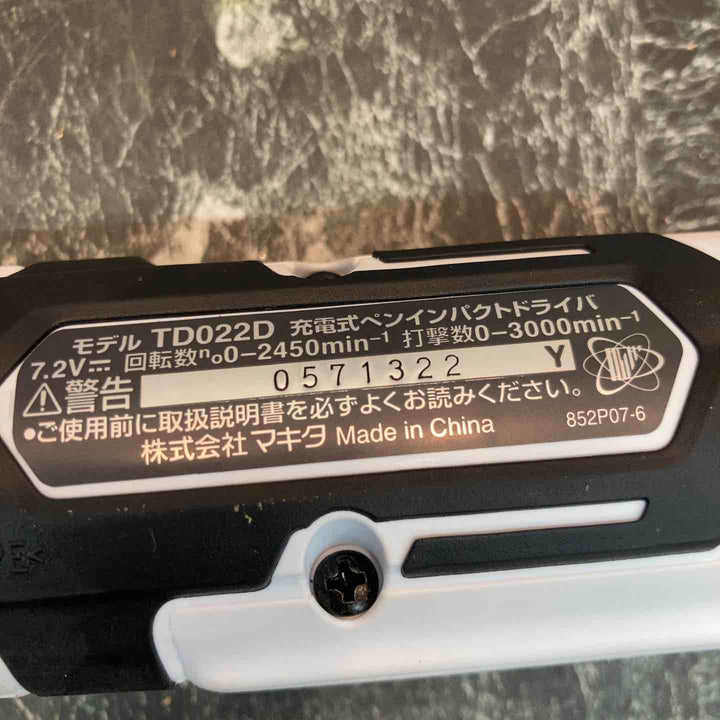 モデル TD022D 充電式ペンインパクトドライバ
7.2V⎓ 回転数n₀0-2450min⁻¹ 打撃数0-3000min⁻¹
⚠警告 0571322 Y
●ご使用前に取扱説明書を必ずよくお読みください。
852P07-6
株式会社 マキタ Made in China